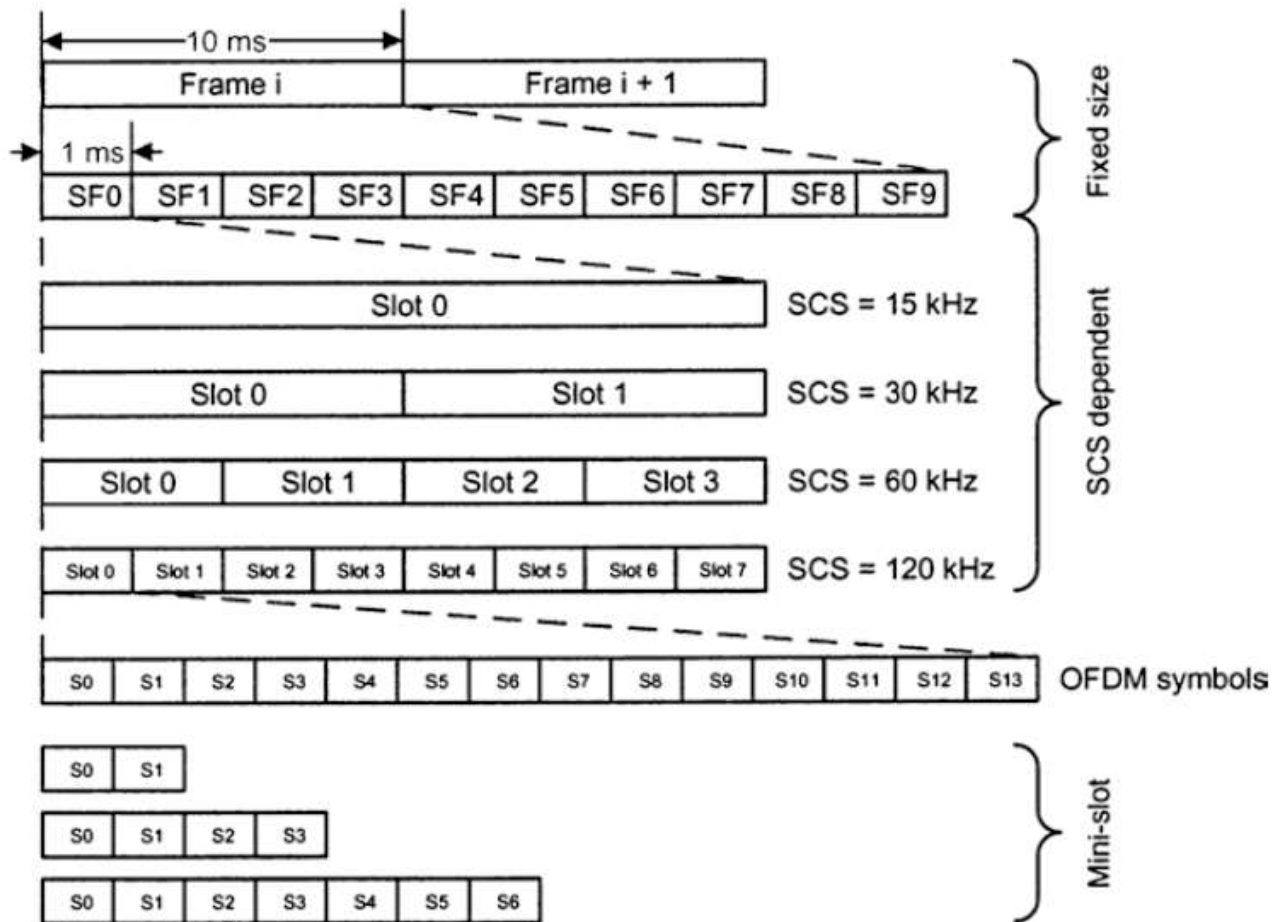 10 ms
Frame i Frame i + 1
1 ms
SF0 SF1 SF2 SF3 SF4 SF5 SF6 SF7 SF8 SF9
Fixed size
Slot 0 SCS = 15 kHz
Slot 0 Slot 1 SCS = 30 kHz
Slot 0 Slot 1 Slot 2 Slot 3 SCS = 60 kHz
Slot 0 Slot 1 Slot 2 Slot 3 Slot 4 Slot 5 Slot 6 Slot 7 SCS = 120 kHz
SCS dependent
S0 S1 S2 S3 S4 S5 S6 S7 S8 S9 S10 S11 S12 S13 OFDM symbols
S0 S1
S0 S1 S2 S3
S0 S1 S2 S3 S4 S5 S6
Mini-slot